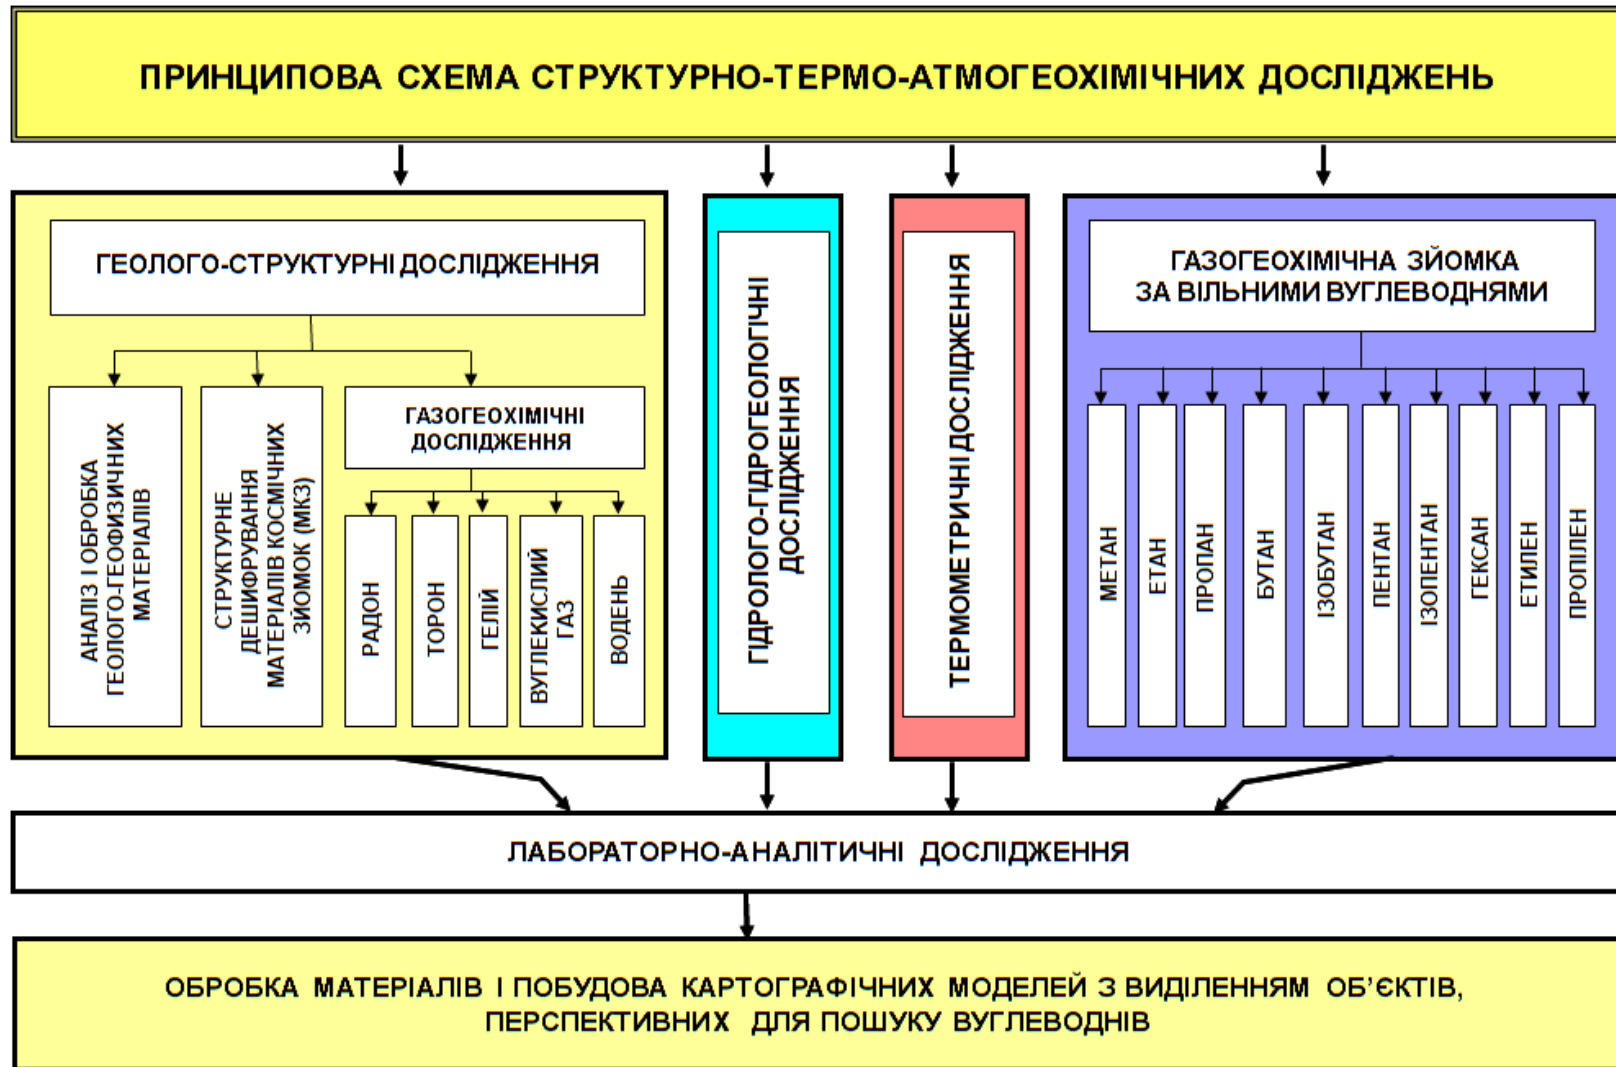 ПРИНЦИПОВА СХЕМА СТРУКТУРНО-ТЕРМО-АТМОГЕОХІМІЧНИХ ДОСЛІДЖЕНЬ
ГЕОЛОГО-СТРУКТУРНІ ДОСЛІДЖЕННЯ
АНАЛІЗ І ОБРОБКА
ГЕОЛОГО-ГЕОФИЗИЧНИХ
МАТЕРІАЛІВ
СТРУКТУРНЕ
ДЕШИФРУВАННЯ
МАТЕРІАЛІВ КОСМІЧНИХ
ЗЙОМОК (МКЗ)
ГАЗОГЕОХІМІЧНІ
ДОСЛІДЖЕННЯ
РАДОН
ТОРОН
ГЕЛІЙ
ВУГЛЕКИСЛИЙ
ГАЗ
ВОДЕНЬ
ГІДРОЛОГО-ГІДРОГЕОЛОГІЧНІ
ДОСЛІДЖЕННЯ
ТЕРМОМЕТРИЧНІ ДОСЛІДЖЕННЯ
ГАЗОГЕОХІМІЧНА ЗЙОМКА
ЗА ВІЛЬНИМИ ВУГЛЕВОДНЯМИ
МЕТАН
ЕТАН
ПРОПАН
БУТАН
ІЗОБУТАН
ПЕНТАН
ІЗОПЕНТАН
ГЕКСАН
ЕТИЛЕН
ПРОПІЛЕН
ЛАБОРАТОРНО-АНАЛІТИЧНІ ДОСЛІДЖЕННЯ
ОБРОБКА МАТЕРІАЛІВ І ПОБУДОВА КАРТОГРАФІЧНИХ МОДЕЛЕЙ З ВИДІЛЕННЯМ ОБ’ЄКТІВ,
ПЕРСПЕКТИВНИХ ДЛЯ ПОШУКУ ВУГЛЕВОДНІВ